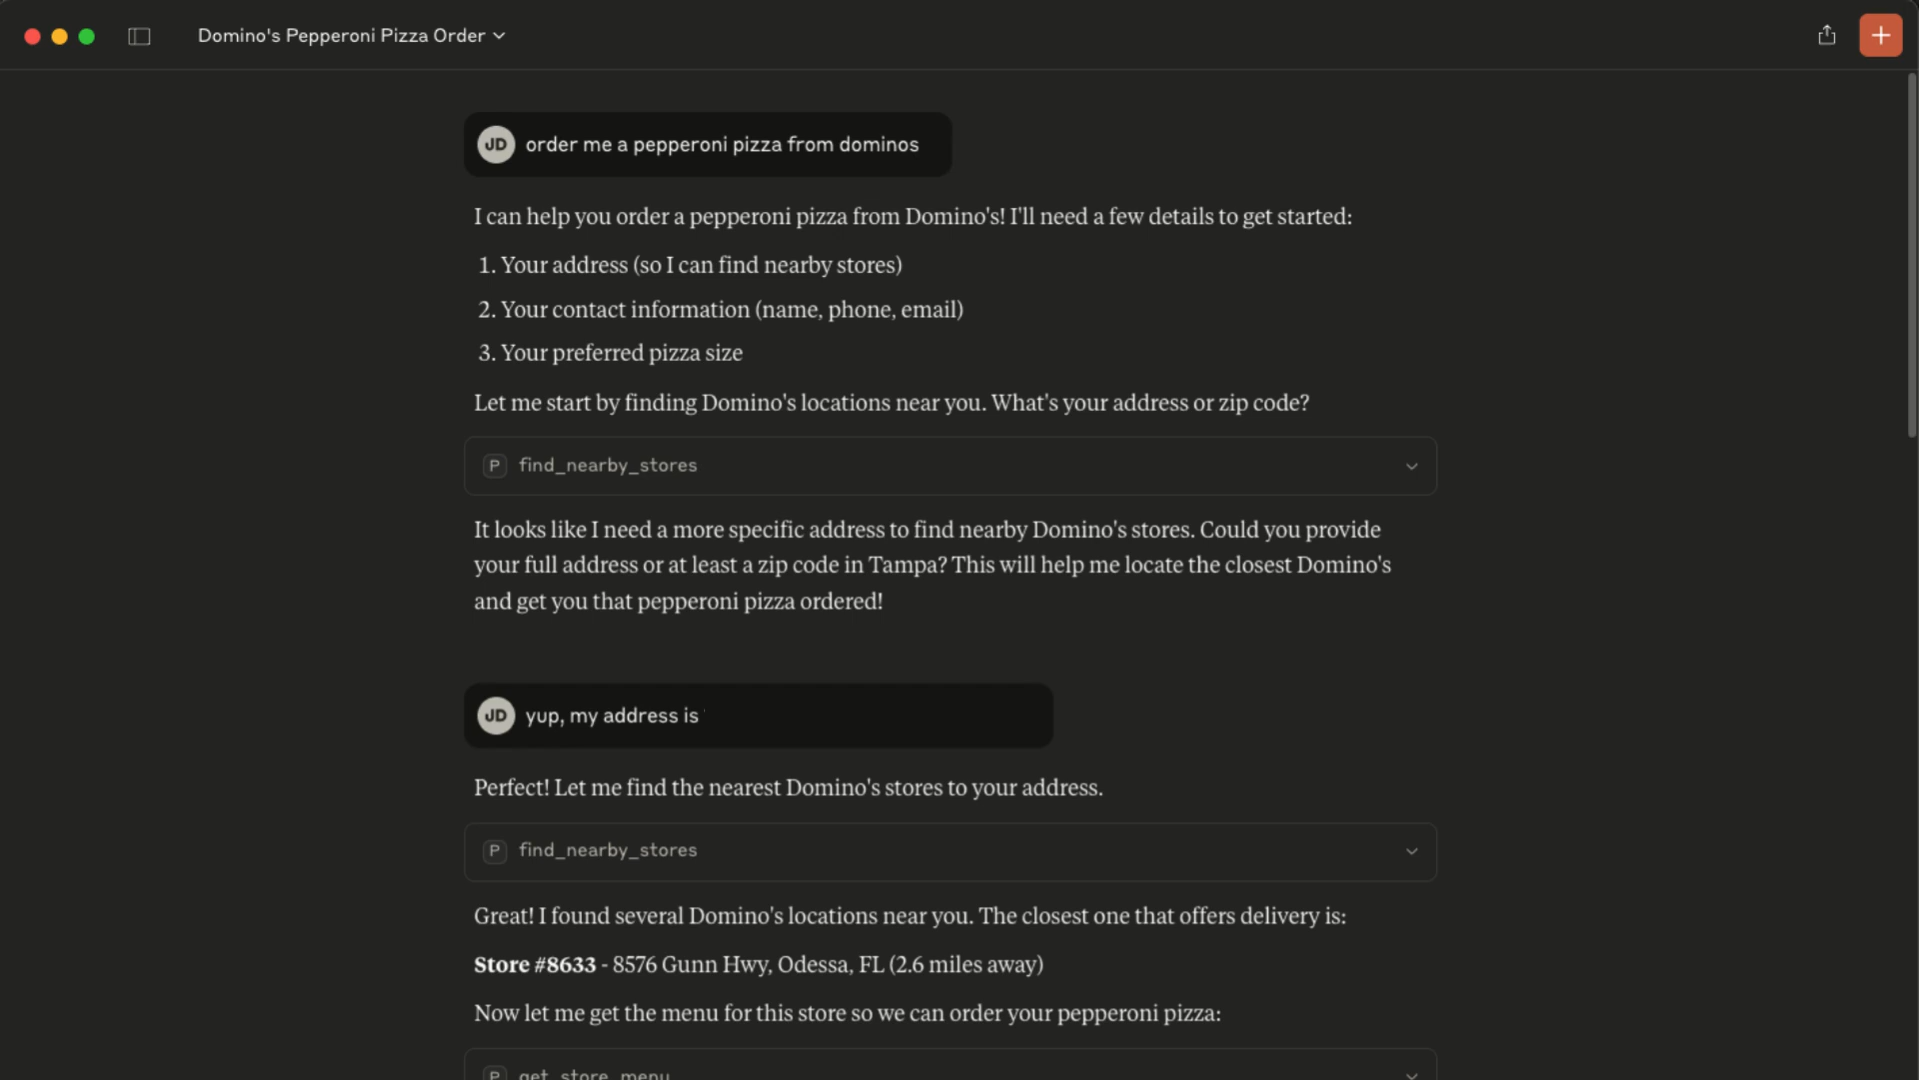 Domino's Pepperoni Pizza Order
JD order me a pepperoni pizza from dominos
I can help you order a pepperoni pizza from Domino's! I'll need a few details to get started:
1. Your address (so I can find nearby stores)
2. Your contact information (name, phone, email)
3. Your preferred pizza size
Let me start by finding Domino's locations near you. What's your address or zip code?
P find_nearby_stores
It looks like I need a more specific address to find nearby Domino's stores. Could you provide
your full address or at least a zip code in Tampa? This will help me locate the closest Domino's
and get you that pepperoni pizza ordered!
JD yup, my address is
Perfect! Let me find the nearest Domino's stores to your address.
P find_nearby_stores
Great! I found several Domino's locations near you. The closest one that offers delivery is:
Store #8633 - 8576 Gunn Hwy, Odessa, FL (2.6 miles away)
Now let me get the menu for this store so we can order your pepperoni pizza:
P get_store_menu